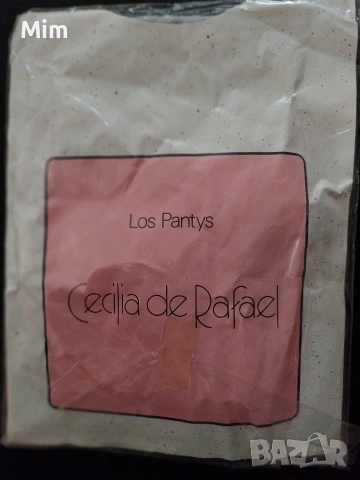 Mim
Los Pantys
Cecilia de Rafael
BAZAR